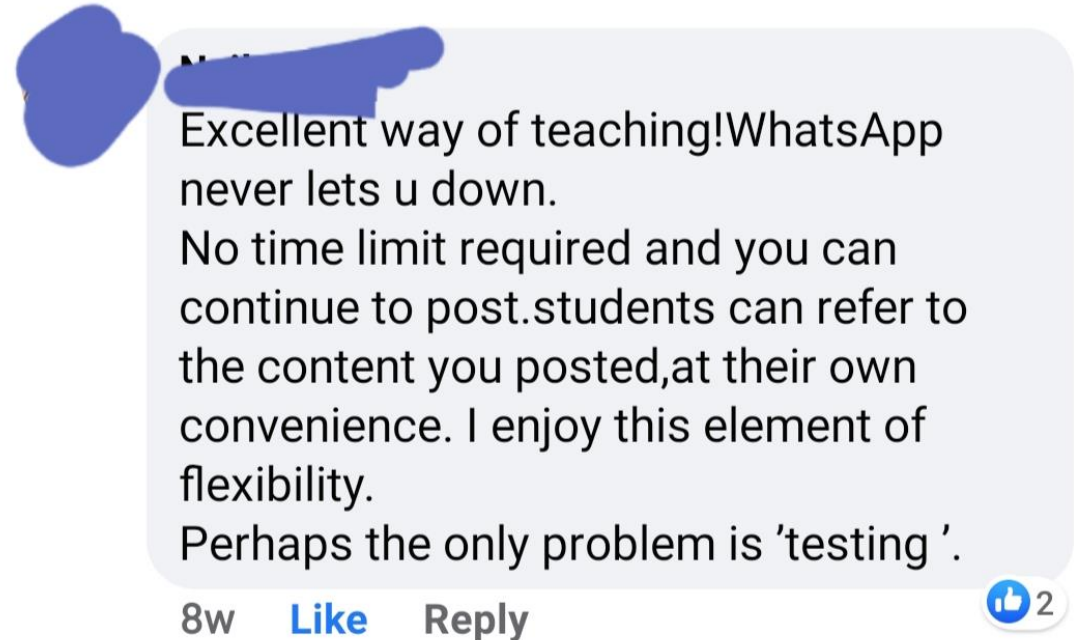 Excellent way of teaching!WhatsApp
never lets u down.
No time limit required and you can
continue to post.students can refer to
the content you posted,at their own
convenience. I enjoy this element of
flexibility.
Perhaps the only problem is ’testing ’.
8w Like Reply
2